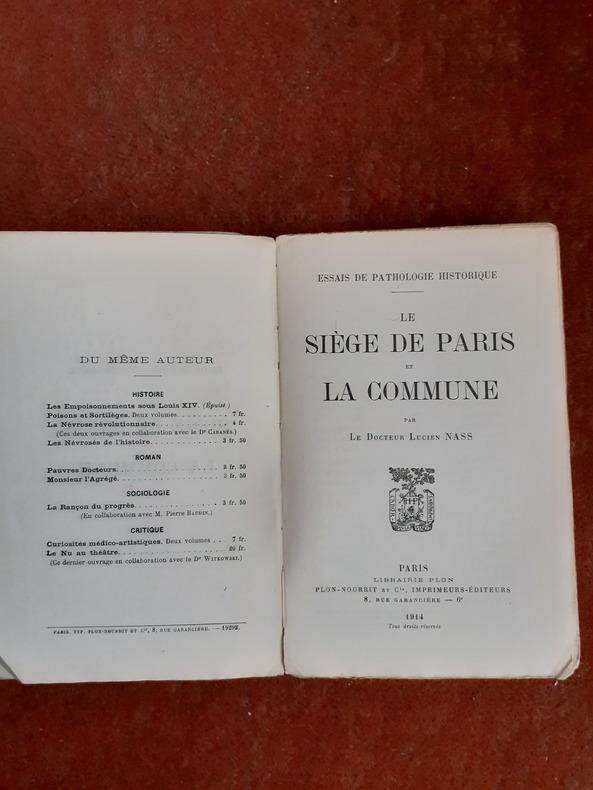 DU MÊME AUTEUR
HISTOIRE
Les Empoisonnements sous Louis XIV. (Épuisé.)
Poisons et Sortilèges. Deux volumes. . . . . . . . . . 7 fr.
La Névrose révolutionnaire. . . . . . . . . . . . . . 4 fr.
(Ces deux ouvrages en collaboration avec le Dr CABANÈS.)
Les Névrosés de l'histoire. . . . . . . . . . . . . 3 fr. 50
ROMAN
Pauvres Docteurs. . . . . . . . . . . . . . . . . . 3 fr. 50
Monsieur l'Agrégé. . . . . . . . . . . . . . . . . 3 fr. 50
SOCIOLOGIE
La Rançon du progrès. . . . . . . . . . . . . . . 3 fr. 50
(En collaboration avec M. Pierre BAUDIN.)
CRITIQUE
Curiosités médico-artistiques. Deux volumes . . . 7 fr.
Le Nu au théâtre. . . . . . . . . . . . . . . . . . 20 fr.
(Ce dernier ouvrage en collaboration avec le Dr WITKOWSKI.)
PARIS. TYP. PLON-NOURRIT ET Cie, 8, RUE GARANCIÈRE. — 19292.
ESSAIS DE PATHOLOGIE HISTORIQUE
LE
SIÈGE DE PARIS
ET
LA COMMUNE
PAR
LE DOCTEUR LUCIEN NASS
PARIS
LIBRAIRIE PLON
PLON-NOURRIT ET Cie, IMPRIMEURS-ÉDITEURS
8, RUE GARANCIÈRE — 6e
1914
Tous droits réservés